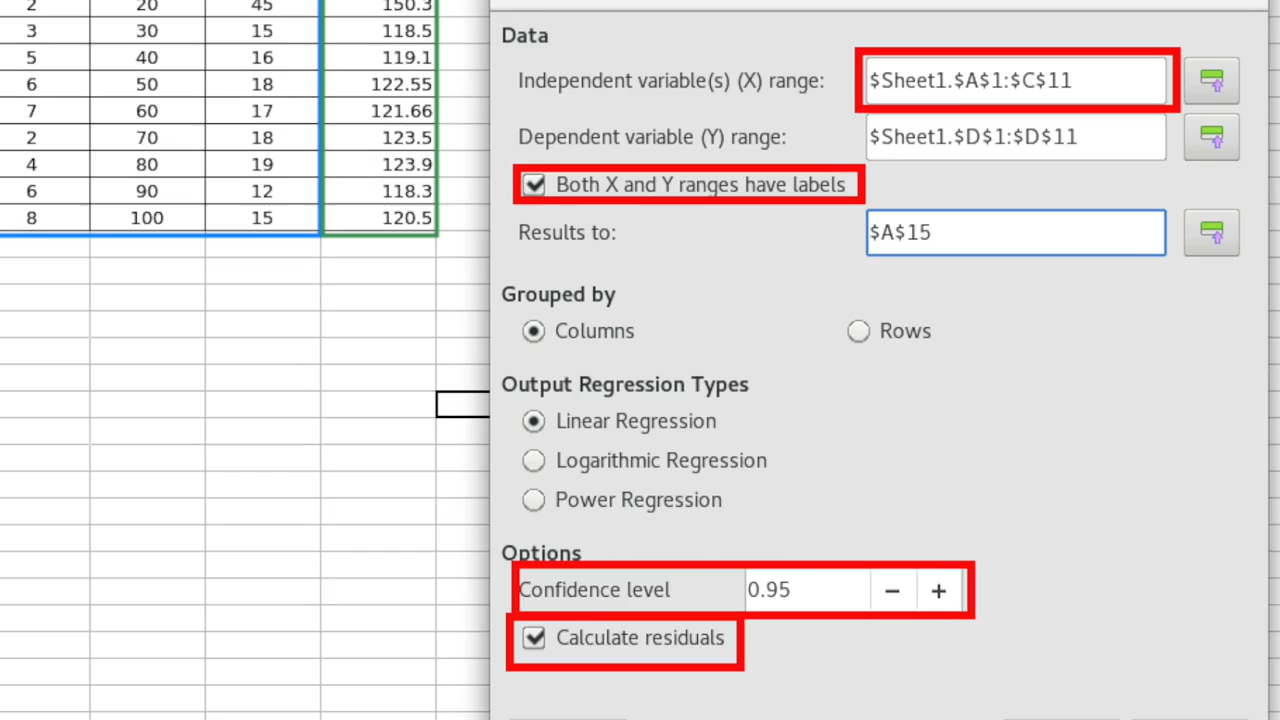 2 20 45 150.3
3 30 15 118.5
5 40 16 119.1
6 50 18 122.55
7 60 17 121.66
2 70 18 123.5
4 80 19 123.9
6 90 12 118.3
8 100 15 120.5
Data
Independent variable(s) (X) range: $Sheet1.$A$1:$C$11
Dependent variable (Y) range: $Sheet1.$D$1:$D$11
Both X and Y ranges have labels
Results to: $A$15
Grouped by
Columns Rows
Output Regression Types
Linear Regression
Logarithmic Regression
Power Regression
Options
Confidence level 0.95 − +
Calculate residuals